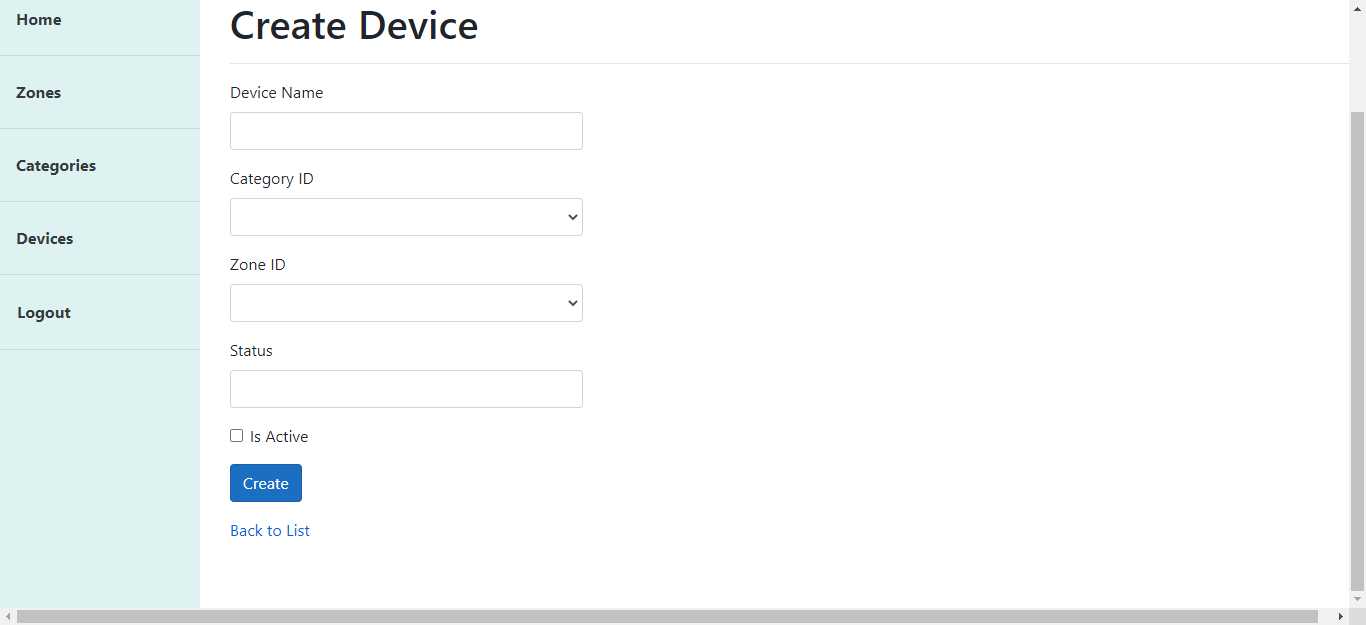 Home
Zones
Categories
Devices
Logout
Create Device
Device Name
Category ID
Zone ID
Status
Is Active
Create
Back to List